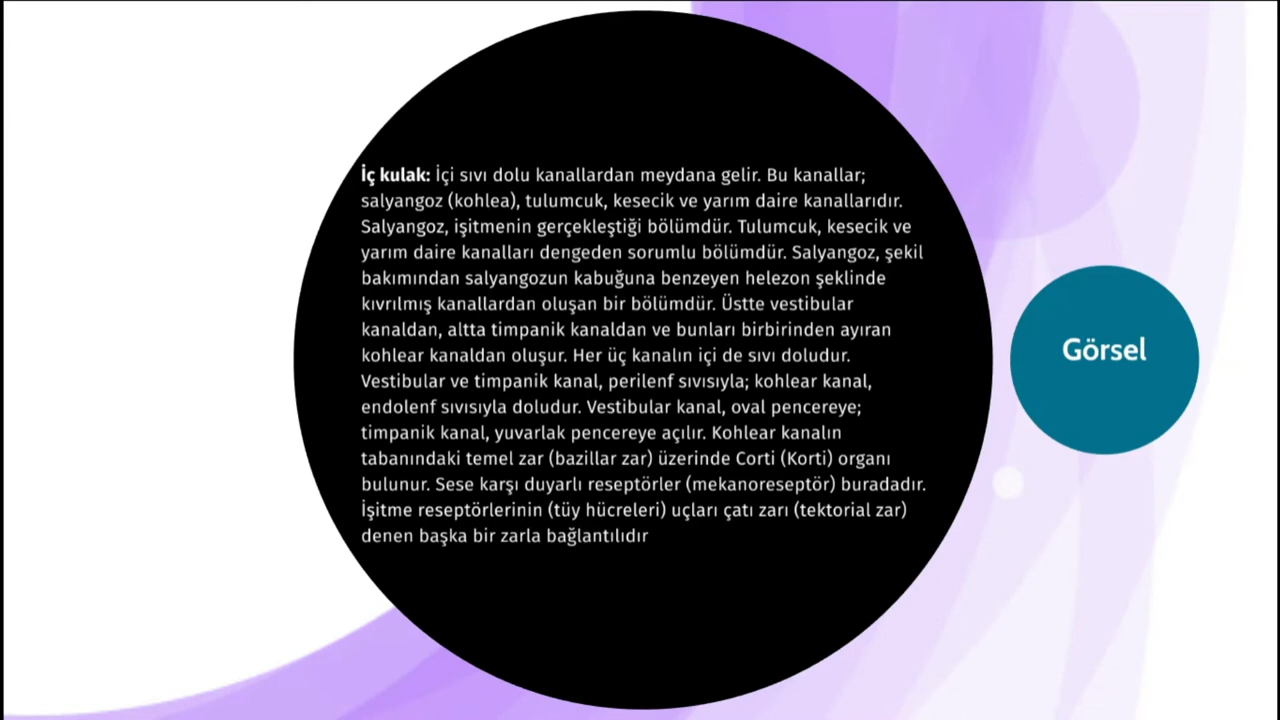 İç kulak: İçi sıvı dolu kanallardan meydana gelir. Bu kanallar;
salyangoz (kohlea), tulumcuk, kesecik ve yarım daire kanallarıdır.
Salyangoz, işitmenin gerçekleştiği bölümdür. Tulumcuk, kesecik ve
yarım daire kanalları dengeden sorumlu bölümdür. Salyangoz, şekil
bakımından salyangozun kabuğuna benzeyen helezon şeklinde
kıvrılmış kanallardan oluşan bir bölümdür. Üstte vestibular
kanaldan, altta timpanik kanaldan ve bunları birbirinden ayıran
kohlear kanaldan oluşur. Her üç kanalın içi de sıvı doludur.
Vestibular ve timpanik kanal, perilenf sıvısıyla; kohlear kanal,
endolenf sıvısıyla doludur. Vestibular kanal, oval pencereye;
timpanik kanal, yuvarlak pencereye açılır. Kohlear kanalın
tabanındaki temel zar (bazillar zar) üzerinde Corti (Korti) organı
bulunur. Sese karşı duyarlı reseptörler (mekanoreseptör) buradadır.
İşitme reseptörlerinin (tüy hücreleri) uçları çatı zarı (tektorial zar)
denen başka bir zarla bağlantılıdır
Görsel